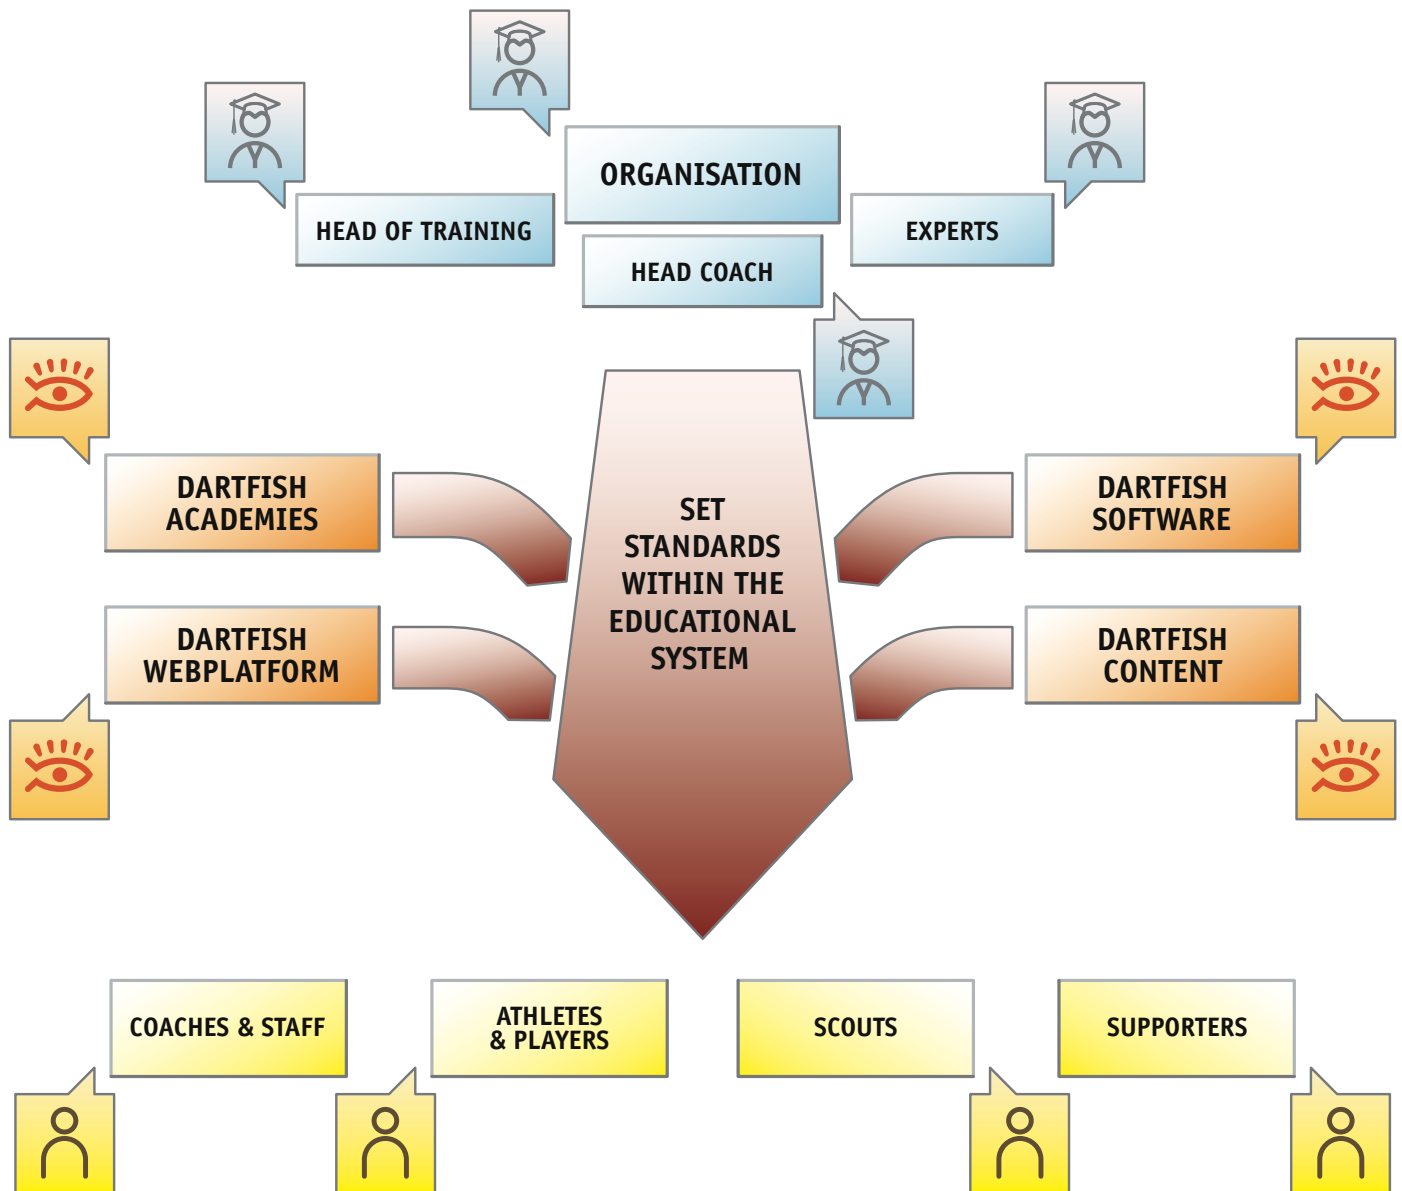 ORGANISATION
HEAD OF TRAINING
EXPERTS
HEAD COACH
DARTFISH
ACADEMIES
DARTFISH
SOFTWARE
SET
STANDARDS
WITHIN THE
EDUCATIONAL
SYSTEM
DARTFISH
WEBPLATFORM
DARTFISH
CONTENT
COACHES & STAFF
ATHLETES
& PLAYERS
SCOUTS
SUPPORTERS